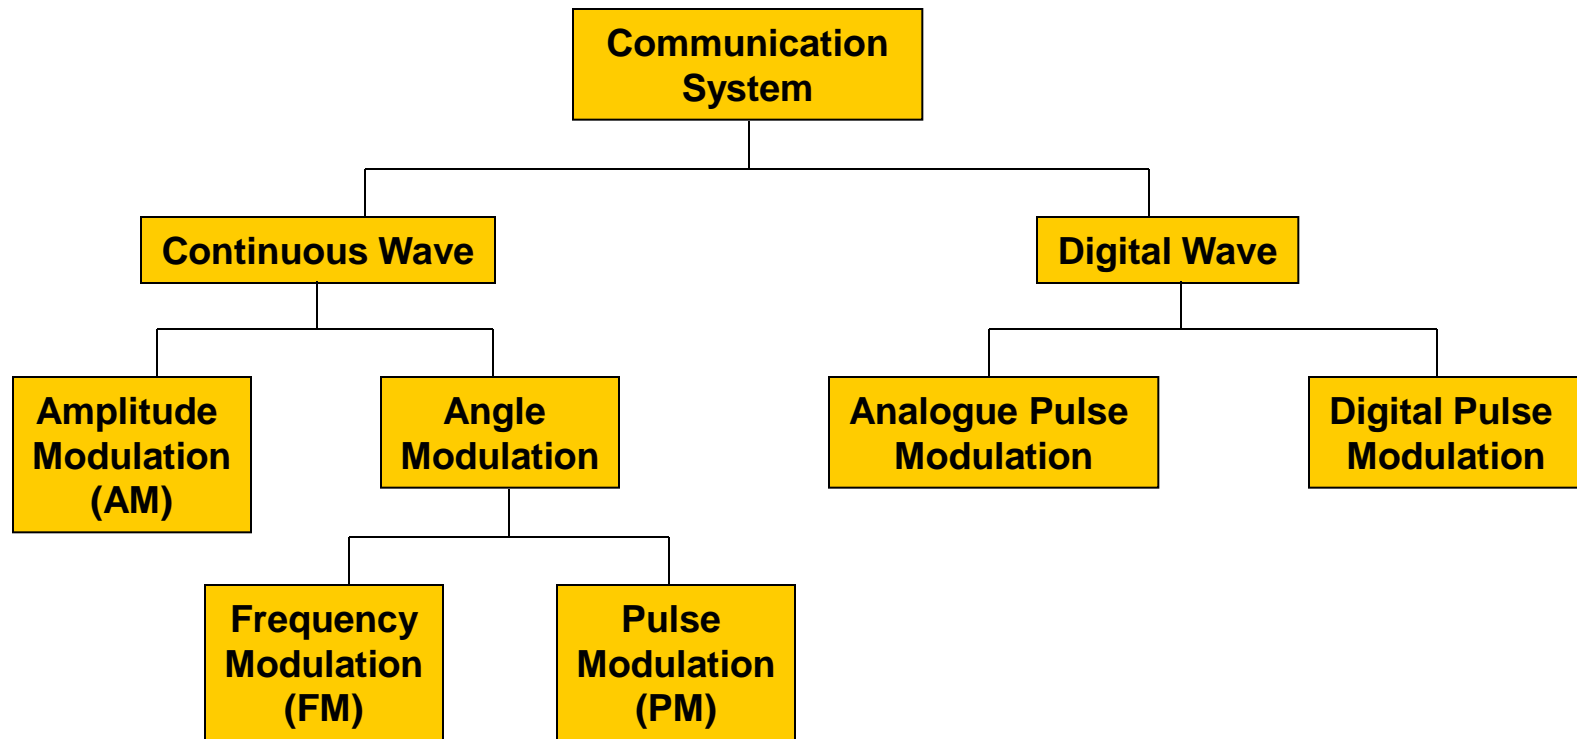 Communication
System
Continuous Wave
Digital Wave
Amplitude
Modulation
(AM)
Angle
Modulation
Analogue Pulse
Modulation
Digital Pulse
Modulation
Frequency
Modulation
(FM)
Pulse
Modulation
(PM)